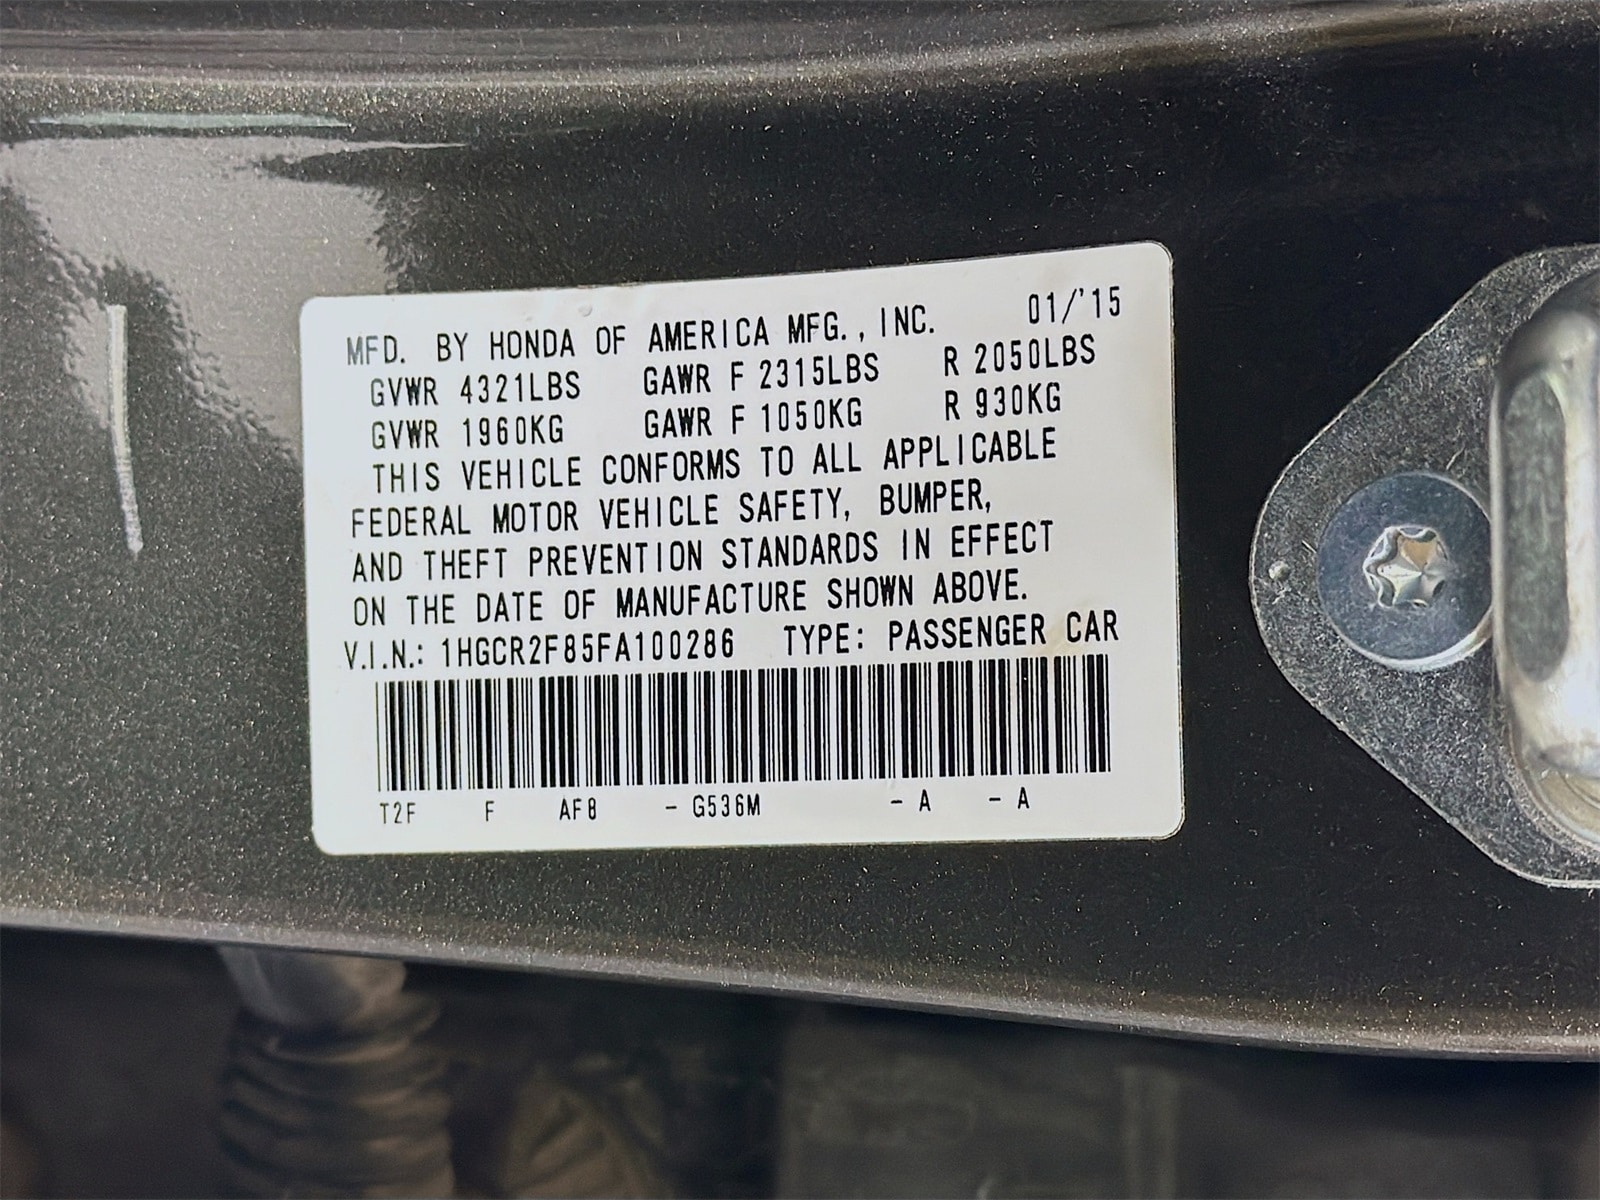 MFD. BY HONDA OF AMERICA MFG., INC. 01/'15
GVWR 4321LBS GAWR F 2315LBS R 2050LBS
GVWR 1960KG GAWR F 1050KG R 930KG
THIS VEHICLE CONFORMS TO ALL APPLICABLE
FEDERAL MOTOR VEHICLE SAFETY, BUMPER,
AND THEFT PREVENTION STANDARDS IN EFFECT
ON THE DATE OF MANUFACTURE SHOWN ABOVE.
V.I.N.: 1HGCR2F85FA100286 TYPE: PASSENGER CAR
T2F F AF8 - G536M - A - A